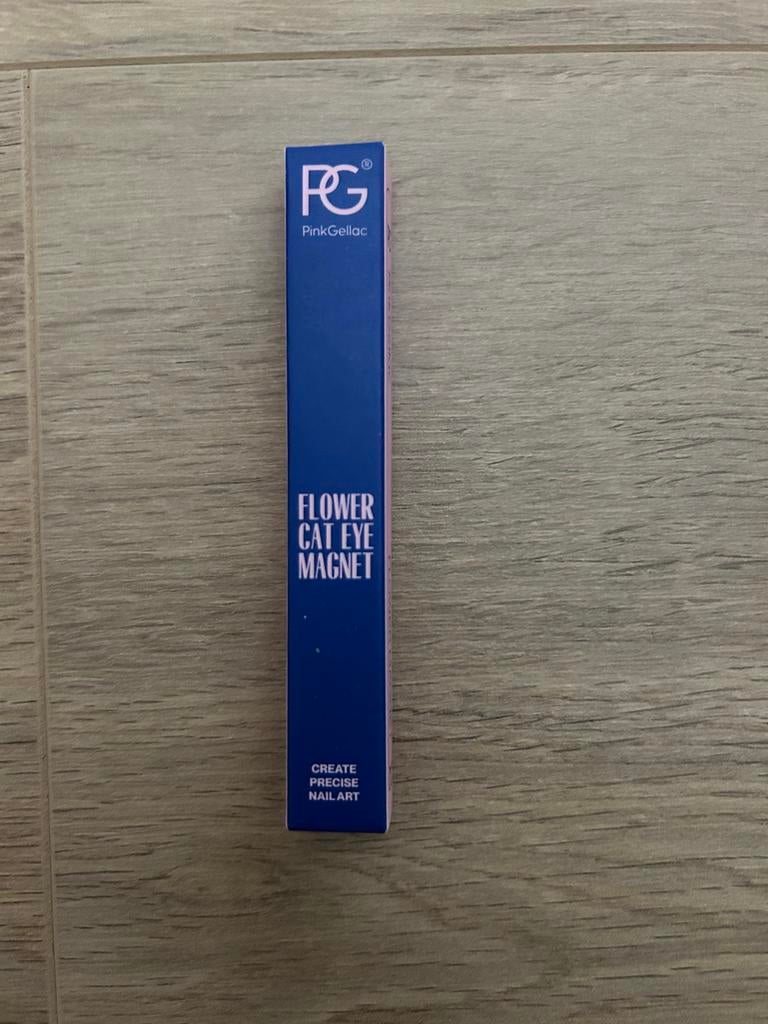 PG®
PinkGellac
FLOWER
CAT EYE
MAGNET
CREATE
PRECISE
NAIL ART